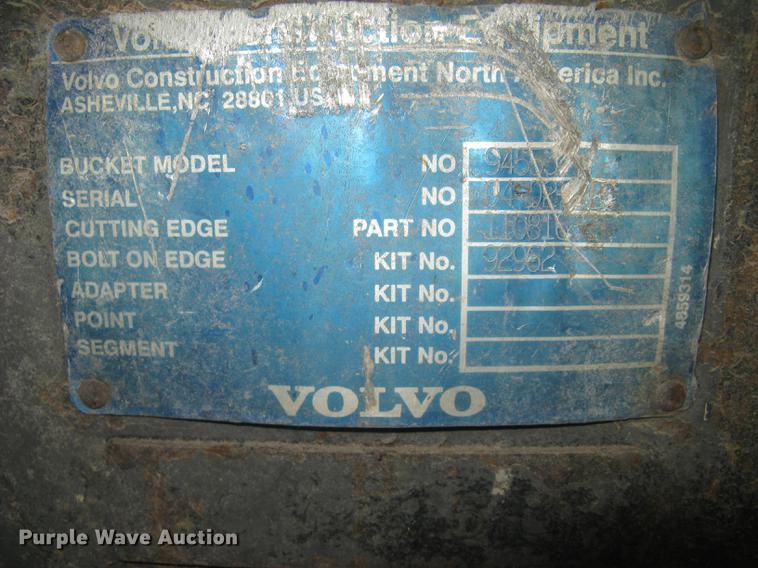 Construction Equipment
Volvo Construction Equipment North America Inc.
ASHEVILLE, NC 28801 USA
BUCKET MODEL NO
SERIAL NO
CUTTING EDGE PART NO
BOLT ON EDGE KIT No. 92962
ADAPTER KIT No.
POINT KIT No.
SEGMENT KIT No.
4859314
VOLVO
Purple Wave Auction®